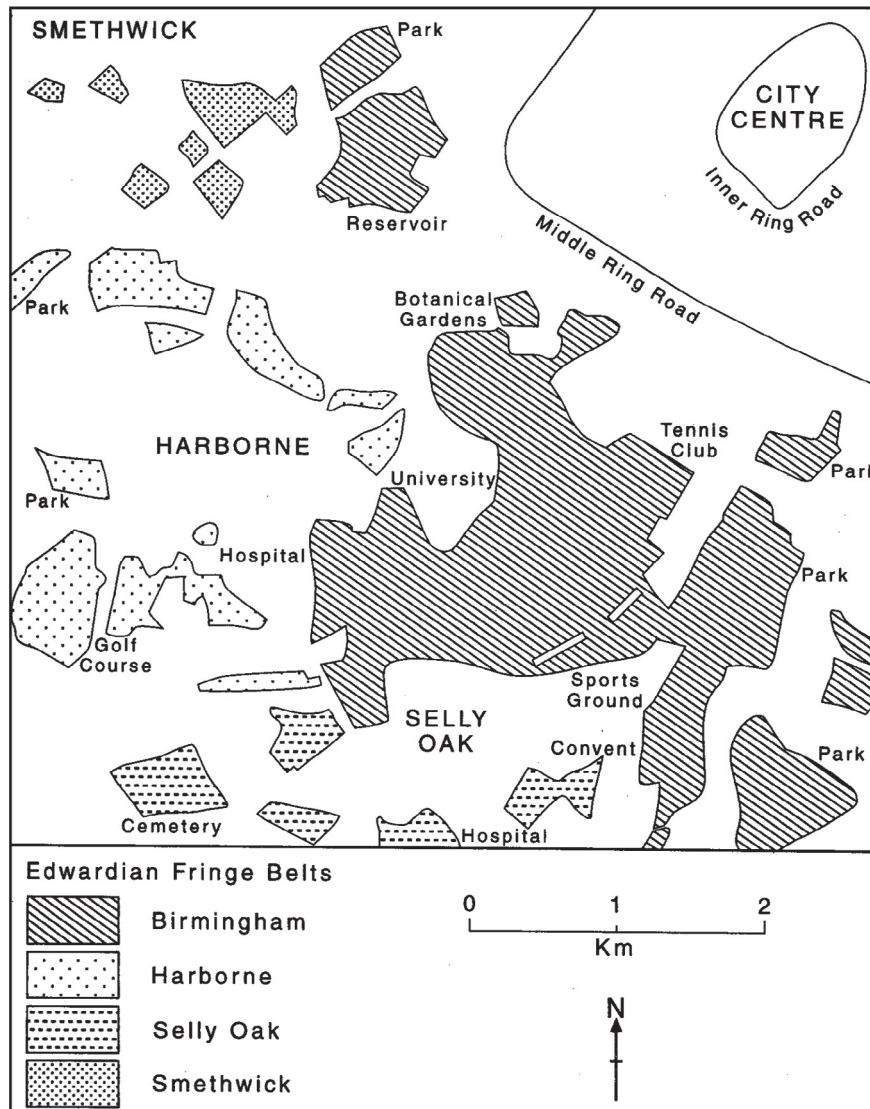 SMETHWICK
Park
CITY
CENTRE
Inner Ring Road
Reservoir
Middle Ring Road
Park
Botanical
Gardens
HARBORNE
Tennis
Club
University
Park
Park
Hospital
Park
Golf
Course
Sports
Ground
SELLY
OAK
Convent
Park
Cemetery
Hospital
Edwardian Fringe Belts
Birmingham
Harborne
Selly Oak
Smethwick
0 1 2
Km
N